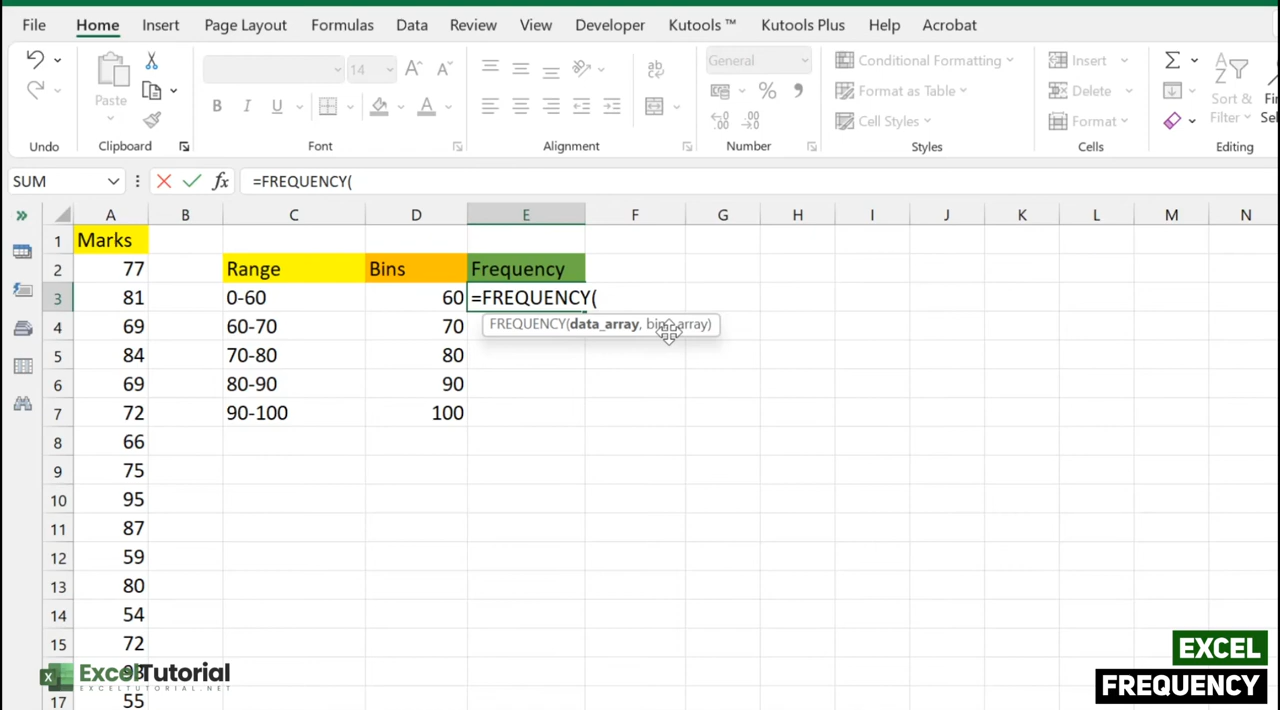 File Home Insert Page Layout Formulas Data Review View Developer Kutools ™ Kutools Plus Help Acrobat
14 ab General Conditional Formatting Insert
Paste B I U A % Format as Table Delete Sort & Filter
Cell Styles Format
Undo Clipboard Font Alignment Number Styles Cells Editing
SUM fx =FREQUENCY(
A B C D E F G H I J K L M N
1 Marks
2 77 Range Bins Frequency
3 81 0-60 60 =FREQUENCY(
4 69 60-70 70 FREQUENCY(data_array, bins_array)
5 84 70-80 80
6 69 80-90 90
7 72 90-100 100
8 66
9 75
10 95
11 87
12 59
13 80
14 54
15 72
ExcelTutorial
EXCELTUTORIAL.NET
17 55
EXCEL
FREQUENCY